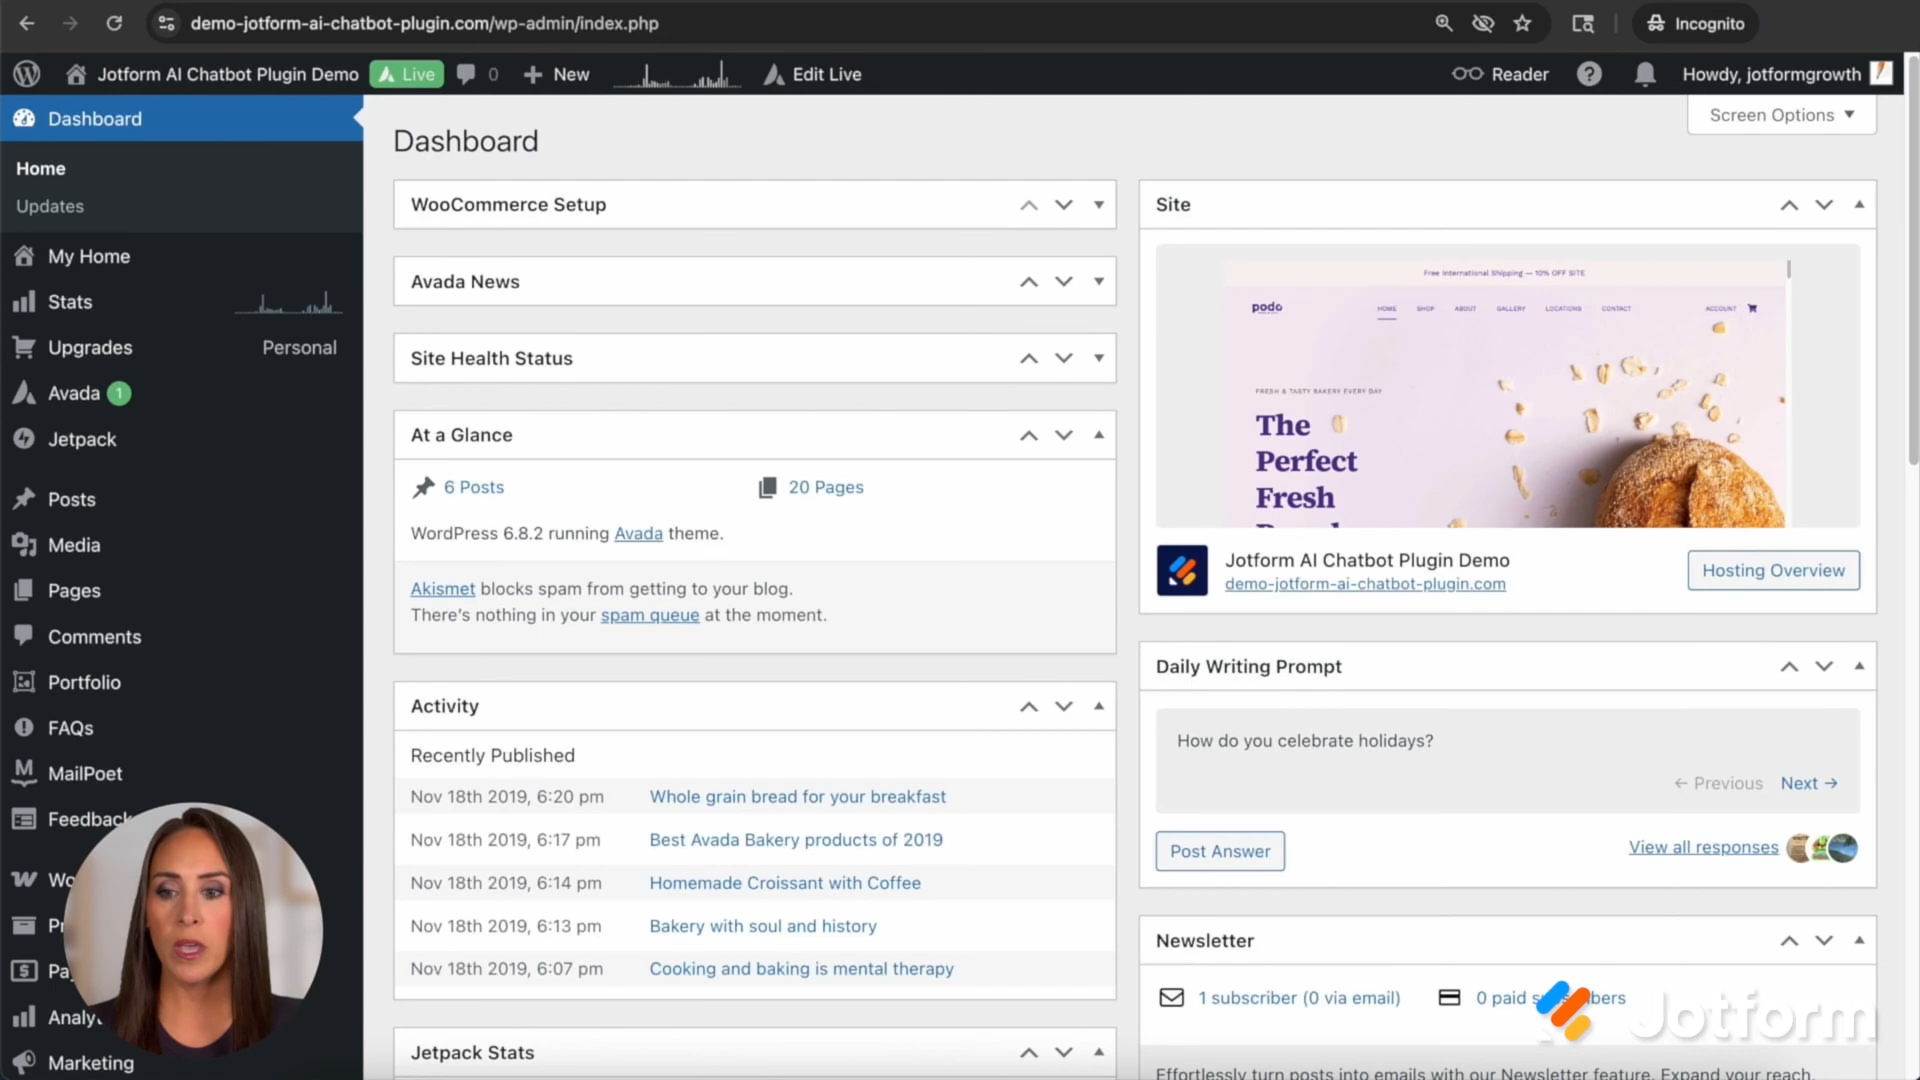 demo-jotform-ai-chatbot-plugin.com/wp-admin/index.php
Incognito
Jotform AI Chatbot Plugin Demo
Live
0
New
Edit Live
Reader
Howdy, jotformgrowth
Dashboard
Home
Updates
My Home
Stats
Upgrades
Personal
Avada
1
Jetpack
Posts
Media
Pages
Comments
Portfolio
FAQs
MailPoet
Feedback
Marketing
Dashboard
Screen Options
WooCommerce Setup
Avada News
Site Health Status
At a Glance
6 Posts
20 Pages
WordPress 6.8.2 running Avada theme.
Akismet blocks spam from getting to your blog.
There's nothing in your spam queue at the moment.
Activity
Recently Published
Nov 18th 2019, 6:20 pm Whole grain bread for your breakfast
Nov 18th 2019, 6:17 pm Best Avada Bakery products of 2019
Nov 18th 2019, 6:14 pm Homemade Croissant with Coffee
Nov 18th 2019, 6:13 pm Bakery with soul and history
Nov 18th 2019, 6:07 pm Cooking and baking is mental therapy
Jetpack Stats
Site
Free International Shipping — 10% OFF SITE
podo
HOME SHOP ABOUT GALLERY LOCATIONS CONTACT ACCOUNT
FRESH & TASTY BAKERY EVERY DAY
The
Perfect
Fresh
Jotform AI Chatbot Plugin Demo
demo-jotform-ai-chatbot-plugin.com
Hosting Overview
Daily Writing Prompt
How do you celebrate holidays?
← Previous
Next →
Post Answer
View all responses
Newsletter
1 subscriber (0 via email)
0 paid
Jotform
Effortlessly turn posts into emails with our Newsletter feature. Expand your reach,